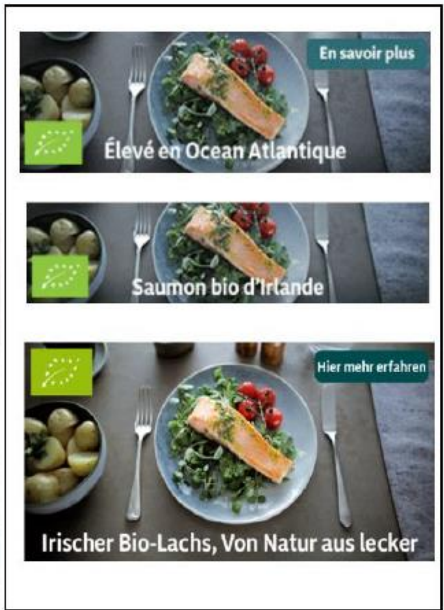 En savoir plus
Élevé en Ocean Atlantique
Saumon bio d'Irlande
Hier mehr erfahren
Irischer Bio-Lachs, Von Natur aus lecker